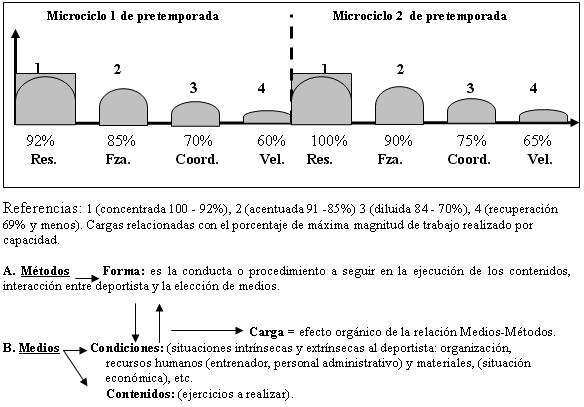 Microciclo 1 de pretemporada Microciclo 2 de pretemporada
1 2 3 4 1 2 3 4
92% 85% 70% 60% 100% 90% 75% 65%
Res. Fza. Coord. Vel. Res. Fza. Coord. Vel.
Referencias: 1 (concentrada 100 - 92%), 2 (acentuada 91 -85%) 3 (diluida 84 - 70%), 4 (recuperación
69% y menos). Cargas relacionadas con el porcentaje de máxima magnitud de trabajo realizado por
capacidad.
A. Métodos Forma: es la conducta o procedimiento a seguir en la ejecución de los contenidos,
interacción entre deportista y la elección de medios.
Carga = efecto orgánico de la relación Medios-Métodos.
B. Medios Condiciones: (situaciones intrínsecas y extrínsecas al deportista: organización,
recursos humanos (entrenador, personal administrativo) y materiales, (situación
económica), etc.
Contenidos: (ejercicios a realizar).